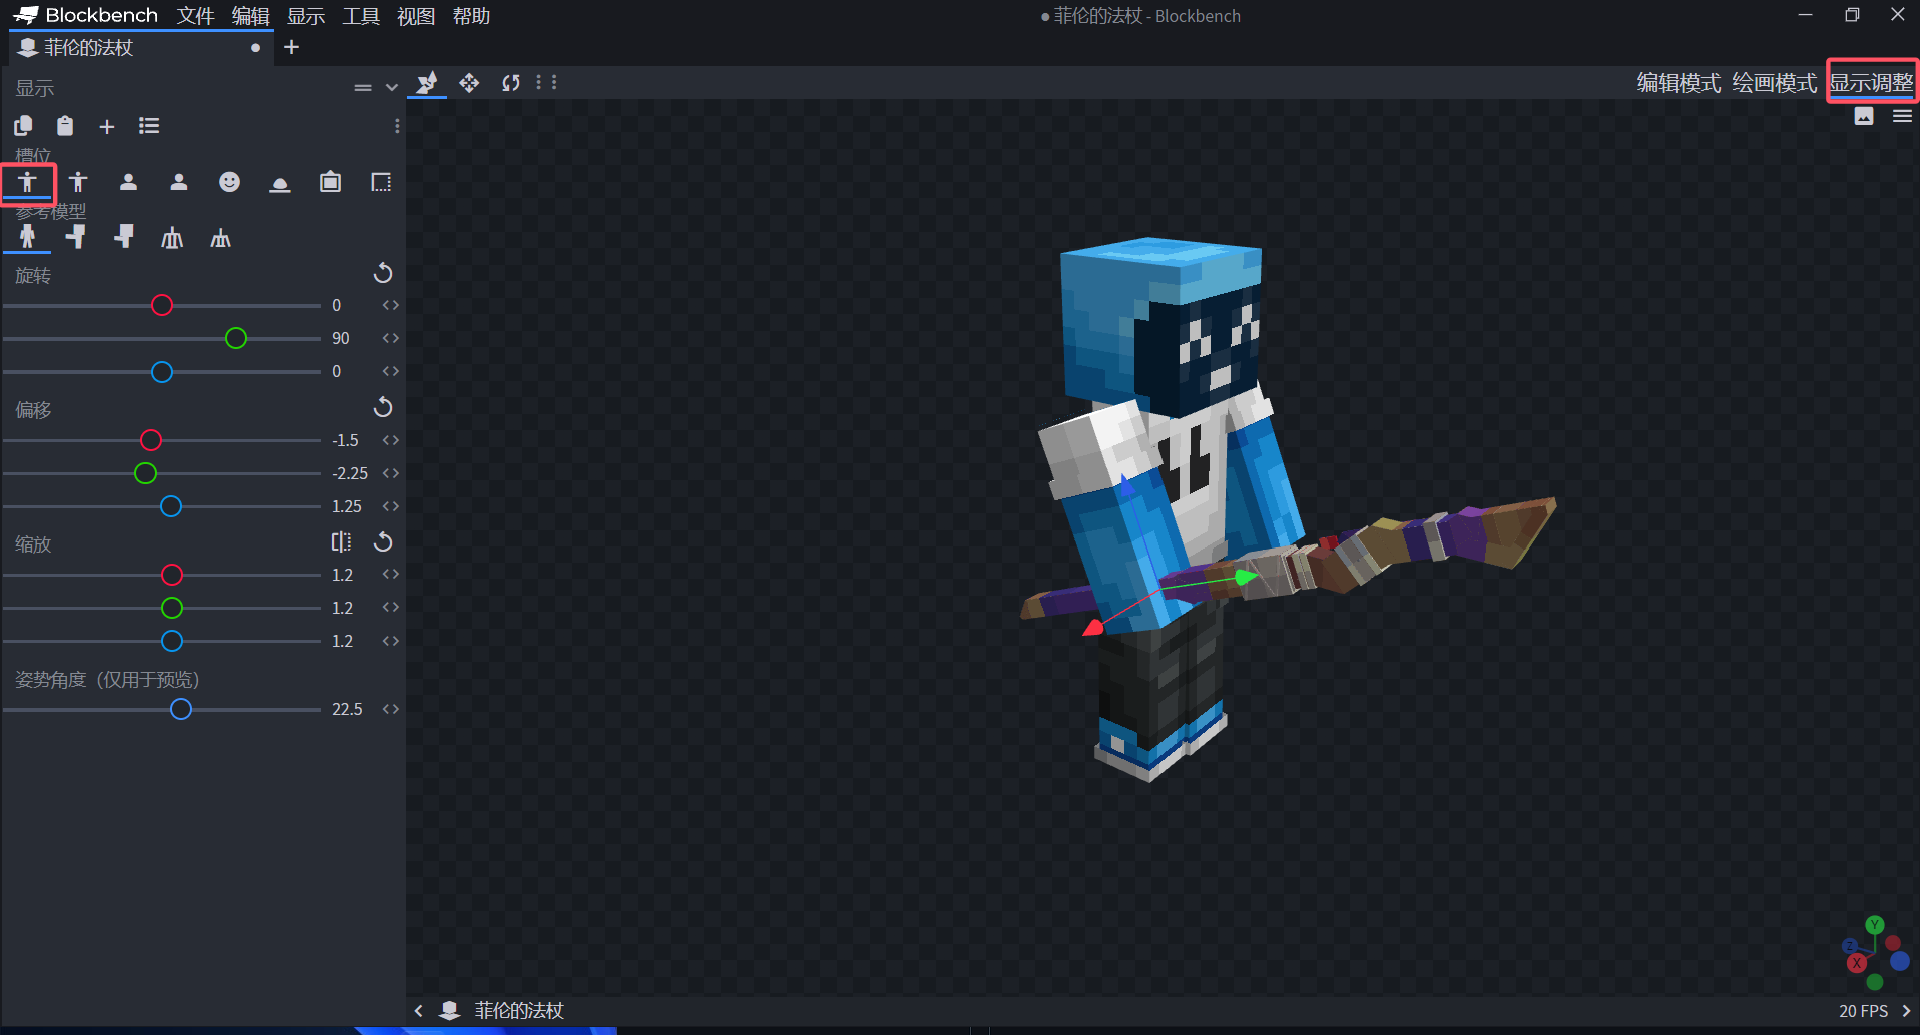 Blockbench 文件 编辑 显示 工具 视图 帮助
● 菲伦的法杖 - Blockbench
菲伦的法杖
显示
编辑模式 绘画模式 显示调整
槽位
参考模型
旋转
0
90
0
偏移
-1.5
-2.25
1.25
缩放
1.2
1.2
1.2
姿势角度（仅用于预览）
22.5
Y
Z
X
菲伦的法杖
20 FPS